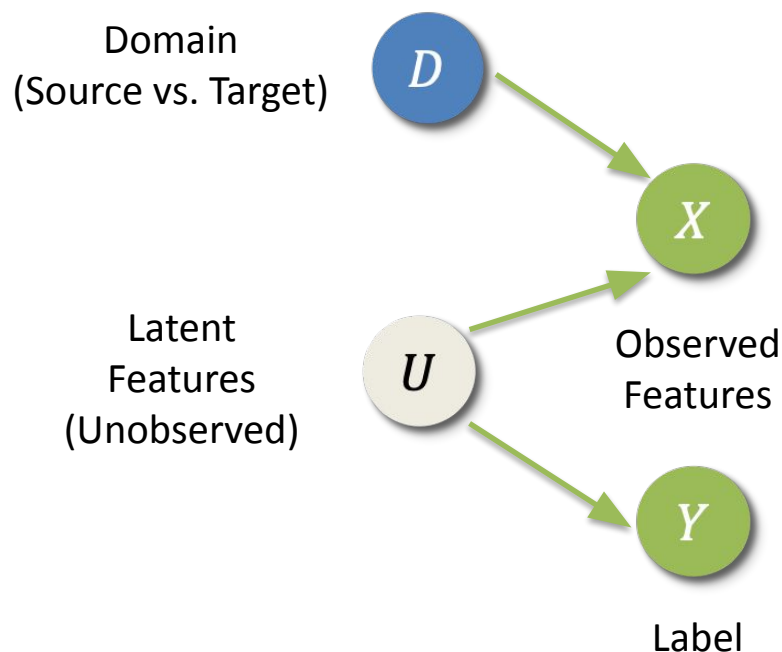 Domain
(Source vs. Target)
D
X
Latent
Features
(Unobserved)
U
Observed
Features
Y
Label